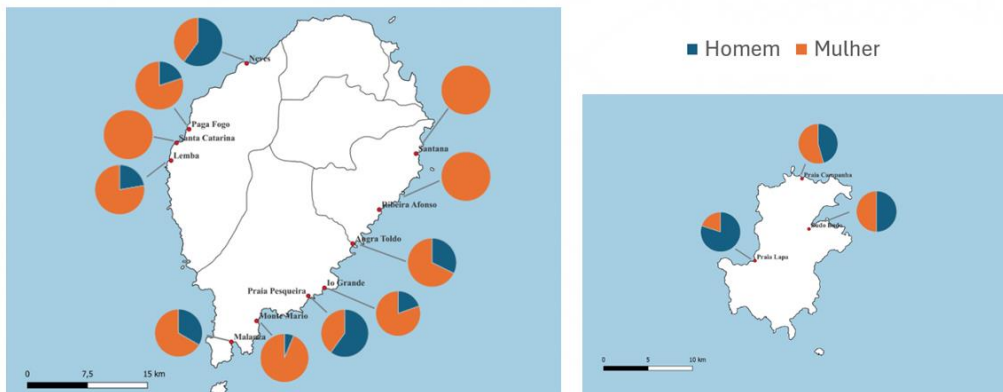 Homem Mulher
Neves
Paga Fogo
Santa Catarina
Lemba
Santana
Ribeira Afonso
Angra Toldo
Io Grande
Praia Pesqueira
Monte Mario
Malanza
0 7,5 15 km
Praia Campanha
Praia Lapa
0 5 10 km